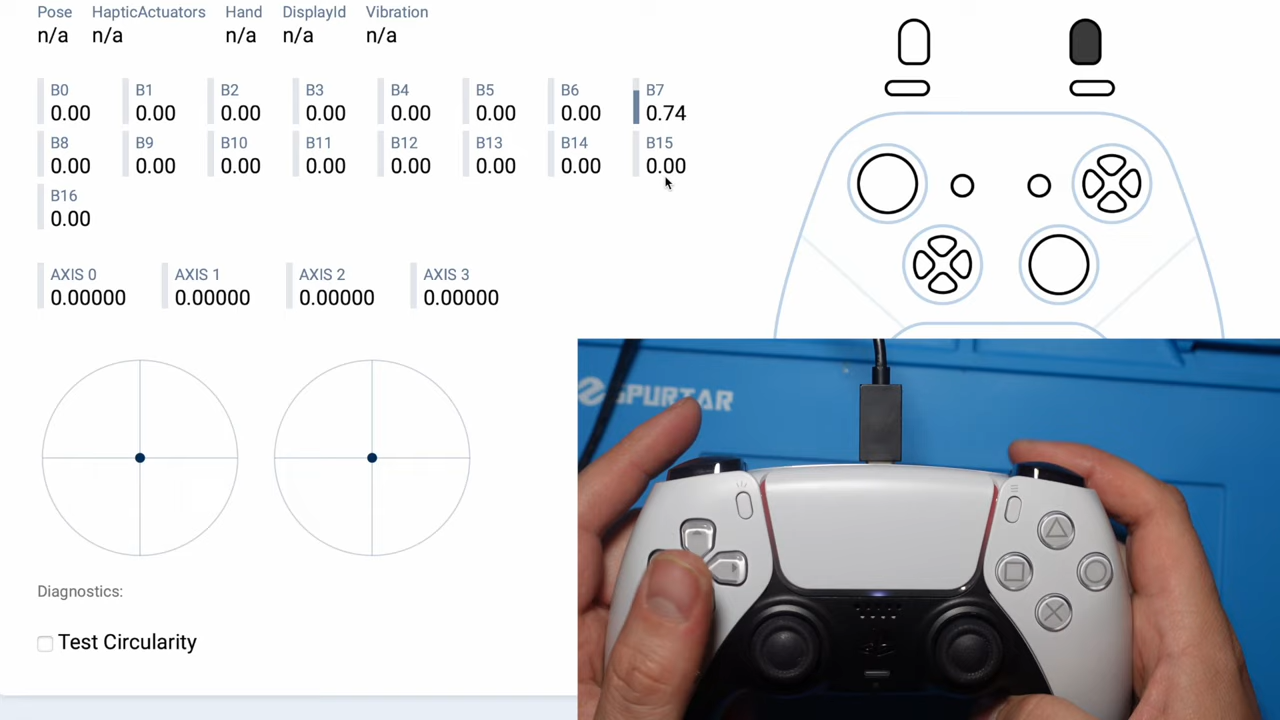 Pose HapticActuators Hand DisplayId Vibration
n/a n/a n/a n/a n/a
B0 B1 B2 B3 B4 B5 B6 B7
0.00 0.00 0.00 0.00 0.00 0.00 0.00 0.74
B8 B9 B10 B11 B12 B13 B14 B15
0.00 0.00 0.00 0.00 0.00 0.00 0.00 0.00
B16
0.00
AXIS 0 AXIS 1 AXIS 2 AXIS 3
0.00000 0.00000 0.00000 0.00000
SPURTAR
Diagnostics:
Test Circularity